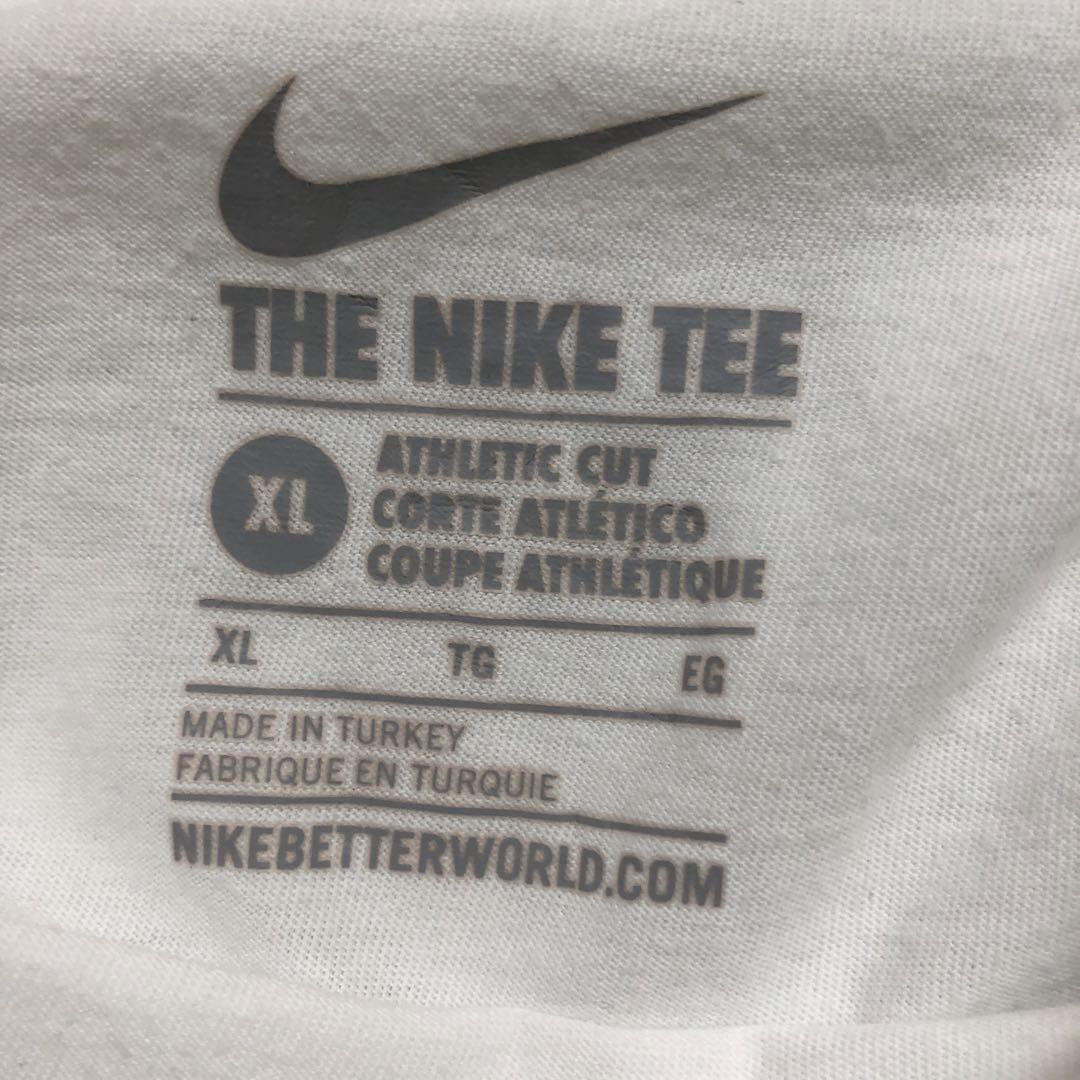 THE NIKE TEE
XL
ATHLETIC CUT
CORTE ATLÉTICO
COUPE ATHLÉTIQUE
XL TG EG
MADE IN TURKEY
FABRIQUE EN TURQUIE
NIKEBETTERWORLD.COM